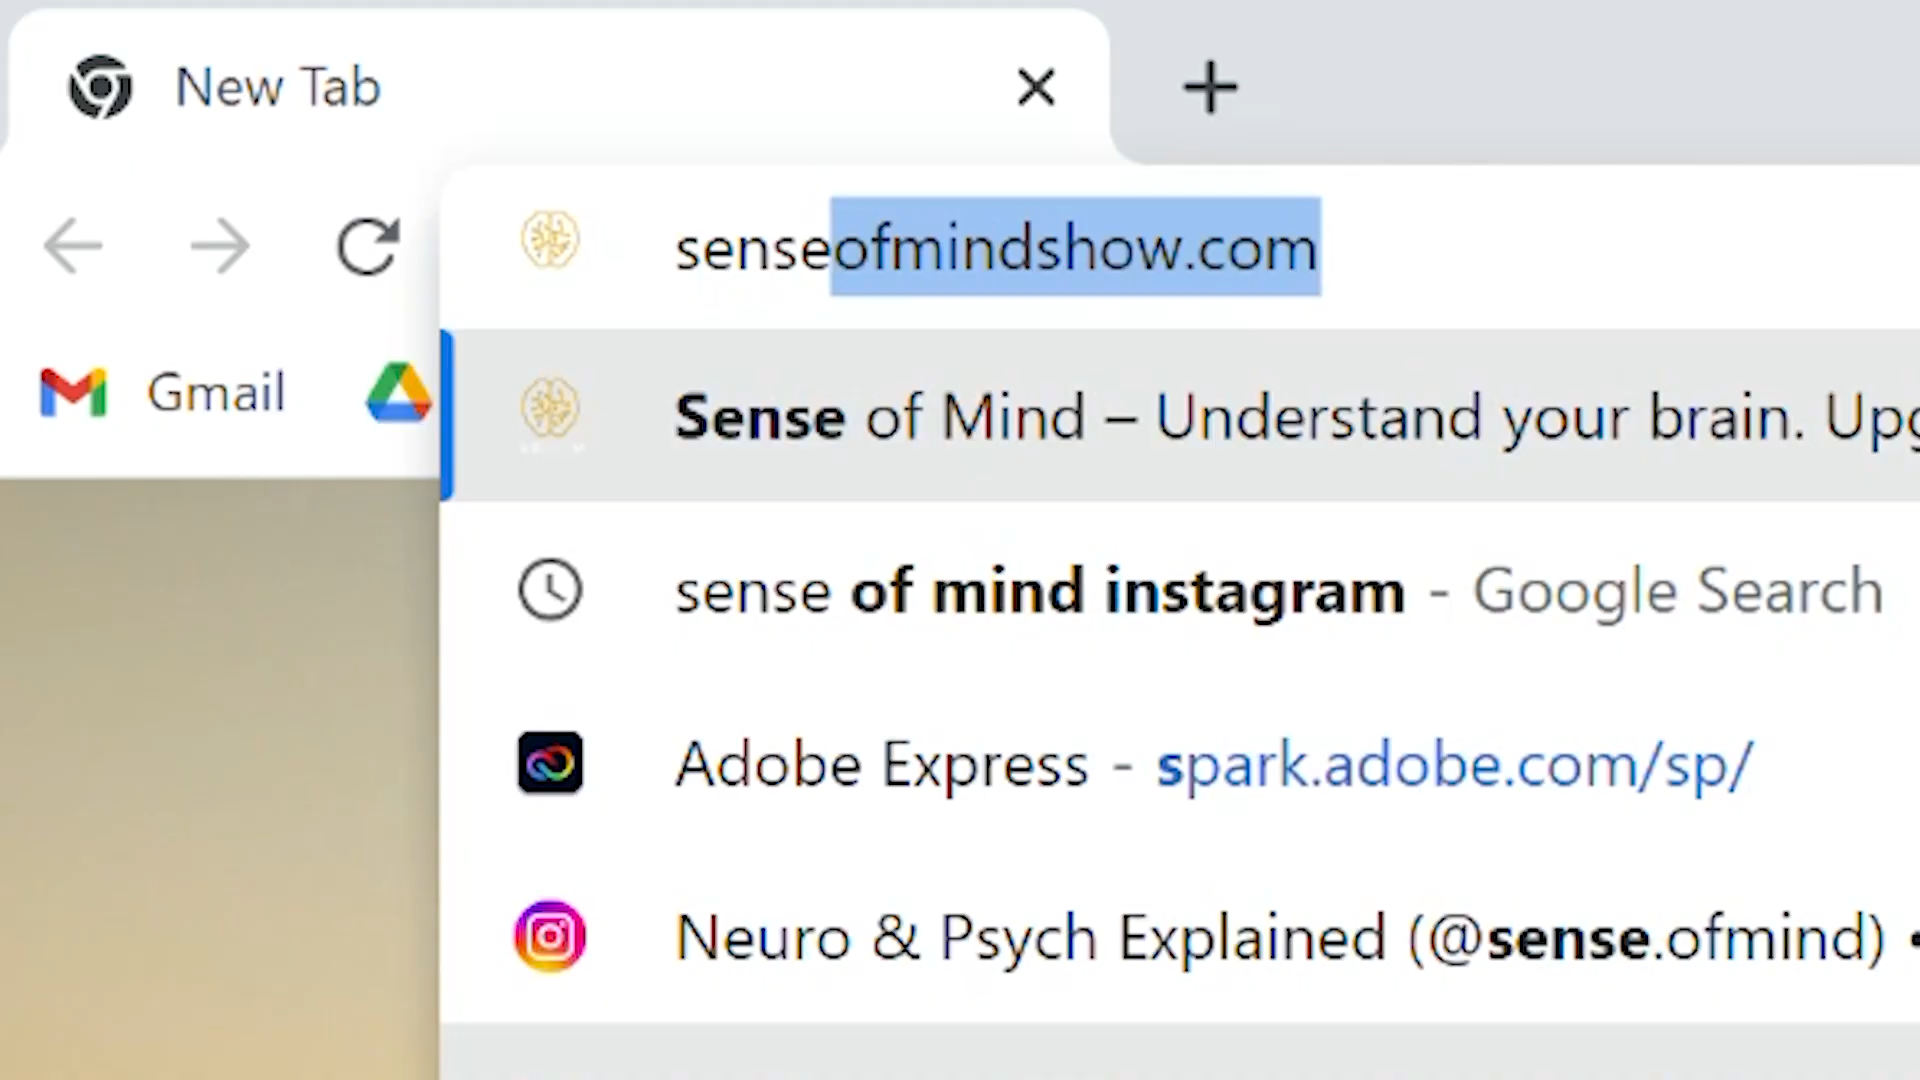 New Tab
senseofmindshow.com
Gmail
Sense of Mind – Understand your brain. Upg
sense of mind instagram - Google Search
Adobe Express - spark.adobe.com/sp/
Neuro & Psych Explained (@sense.ofmind) •